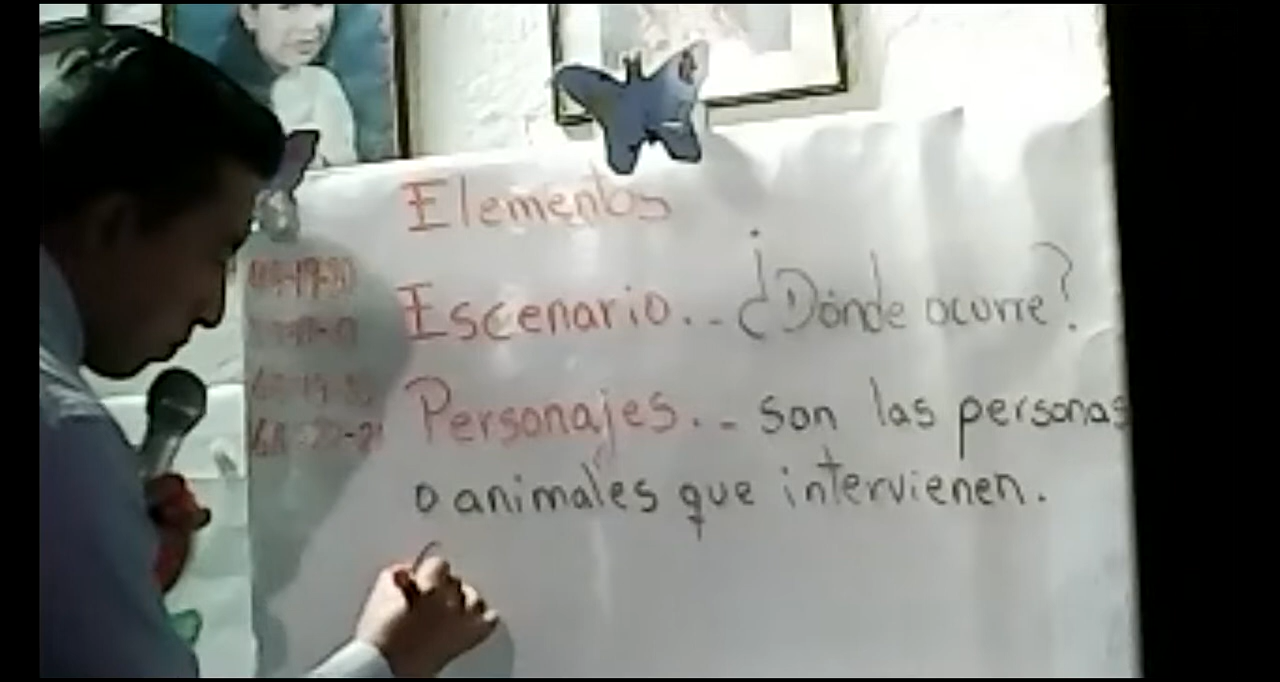 Elementos
Escenario.- ¿Dónde ocurre?
Personajes.- son las personas
o animales que intervienen.